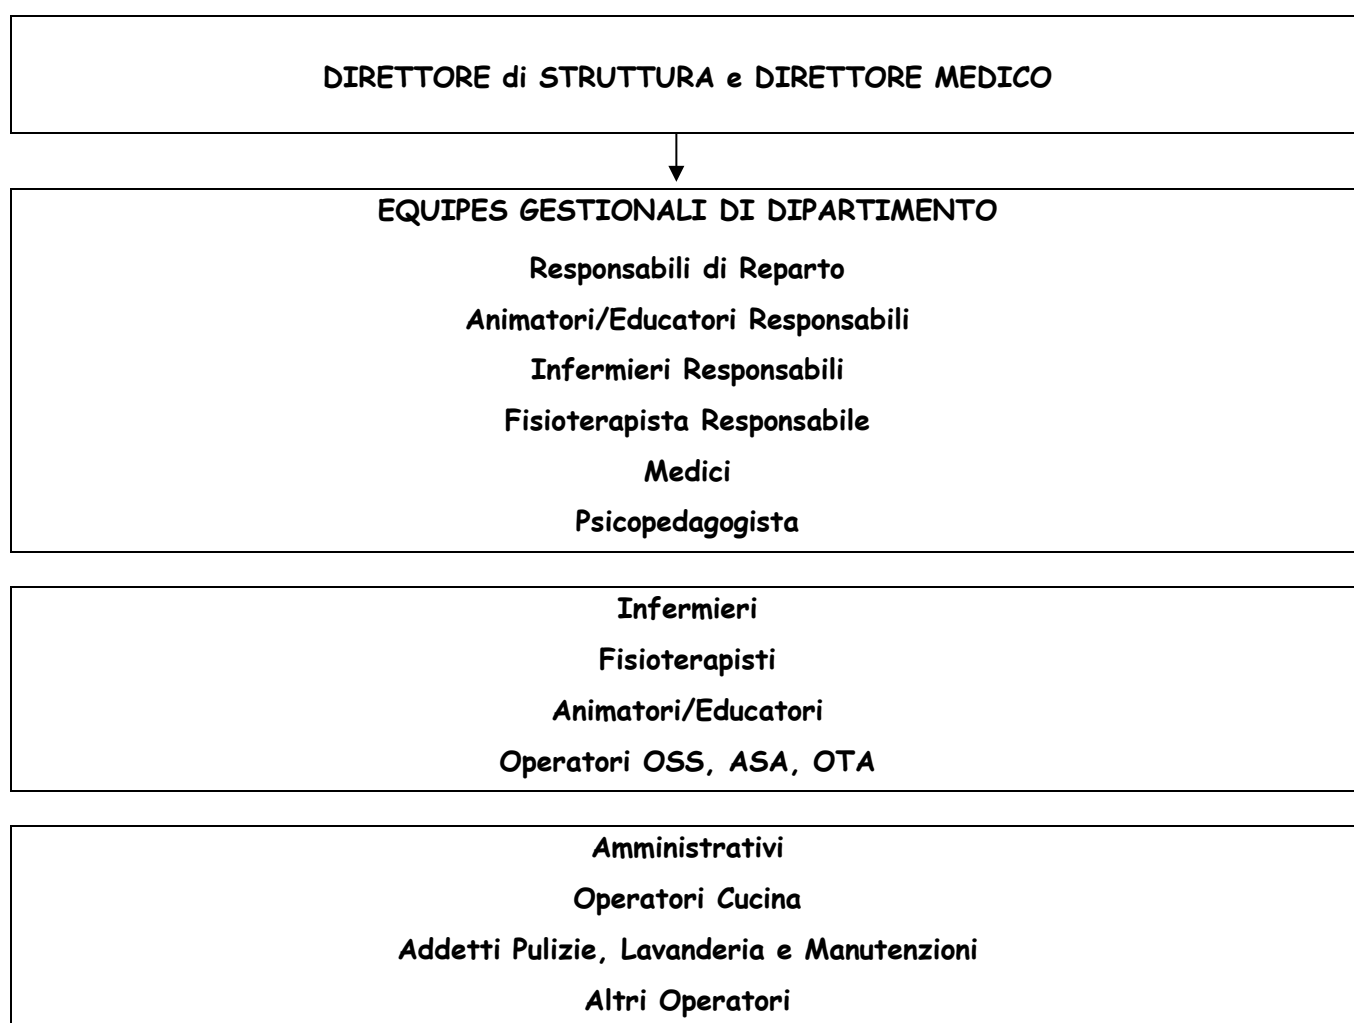 DIRETTORE di STRUTTURA e DIRETTORE MEDICO
EQUIPES GESTIONALI DI DIPARTIMENTO
Responsabili di Reparto
Animatori/Educatori Responsabili
Infermieri Responsabili
Fisioterapista Responsabile
Medici
Psicopedagogista
Infermieri
Fisioterapisti
Animatori/Educatori
Operatori OSS, ASA, OTA
Amministrativi
Operatori Cucina
Addetti Pulizie, Lavanderia e Manutenzioni
Altri Operatori